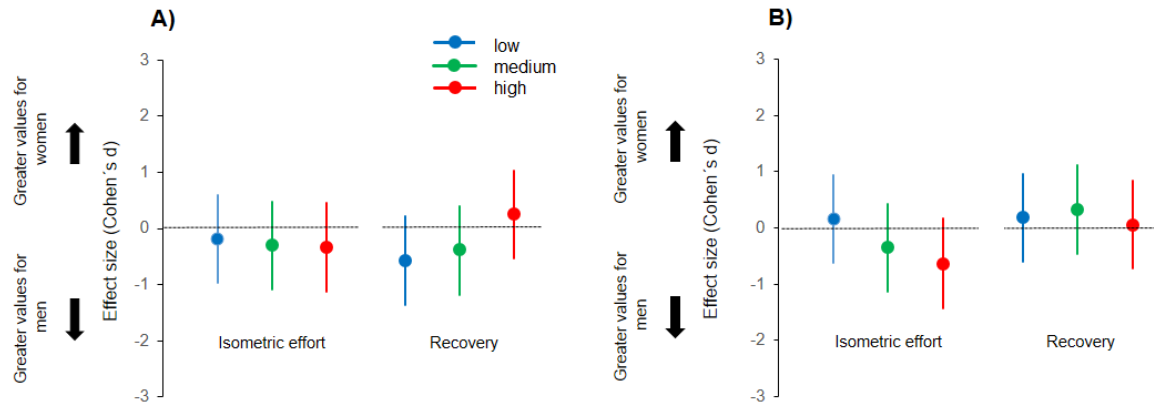 A)
low
medium
high
3
2
1
0
-1
-2
-3
Effect size (Cohen´s d)
Greater values for
women
Greater values for
men
Isometric effort
Recovery
B)
3
2
1
0
-1
-2
-3
Effect size (Cohen´s d)
Greater values for
women
Greater values for
men
Isometric effort
Recovery